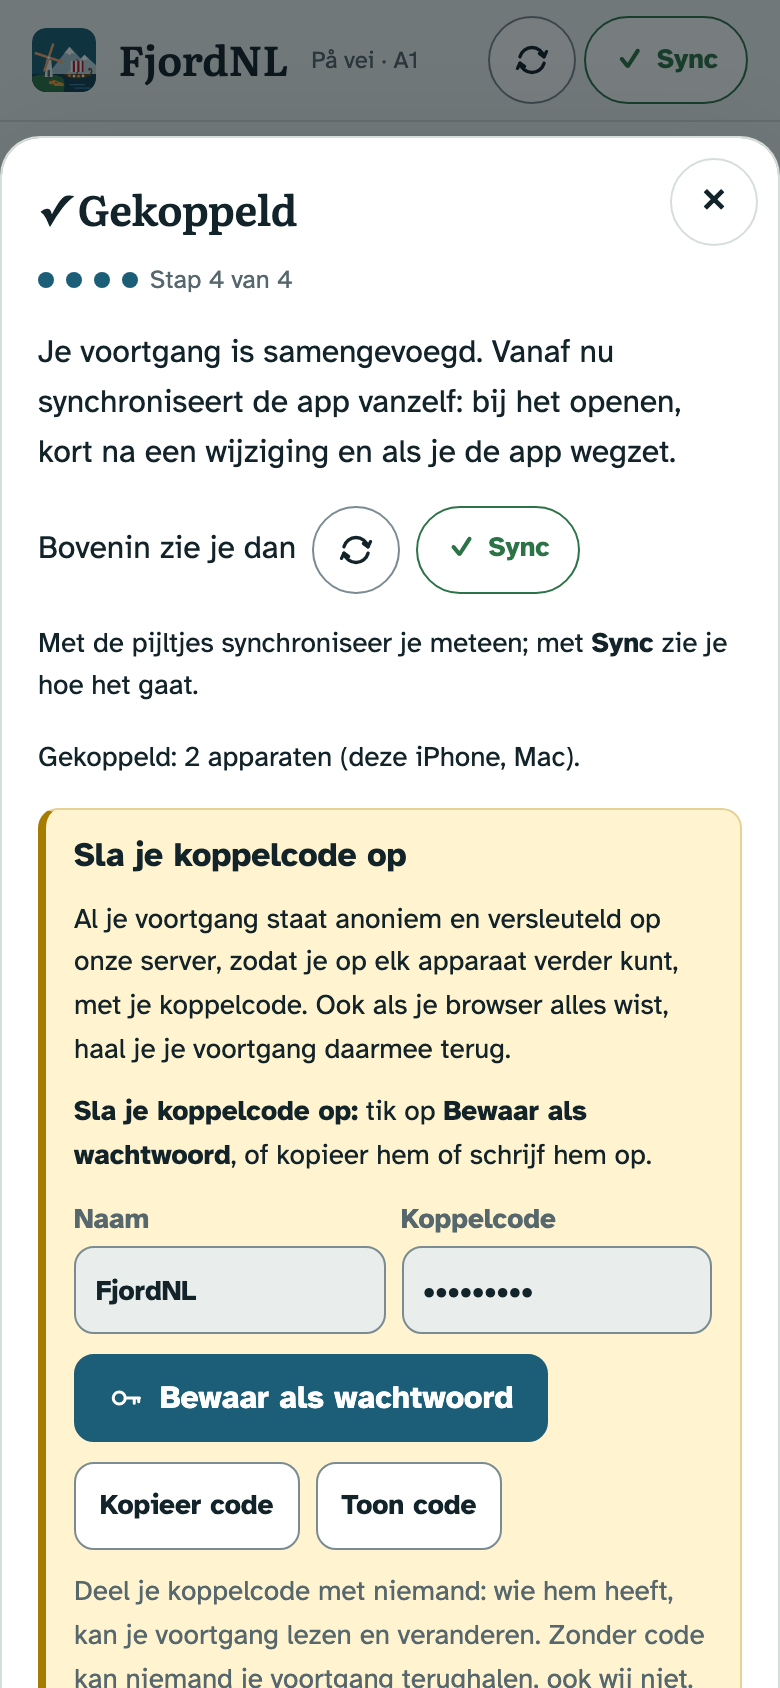 FjordNL På vei · A1 Sync
✓ Gekoppeld
Stap 4 van 4
Je voortgang is samengevoegd. Vanaf nu
synchroniseert de app vanzelf: bij het openen,
kort na een wijziging en als je de app wegzet.
Bovenin zie je dan Sync
Met de pijltjes synchroniseer je meteen; met Sync zie je
hoe het gaat.
Gekoppeld: 2 apparaten (deze iPhone, Mac).
Sla je koppelcode op
Al je voortgang staat anoniem en versleuteld op
onze server, zodat je op elk apparaat verder kunt,
met je koppelcode. Ook als je browser alles wist,
haal je je voortgang daarmee terug.
Sla je koppelcode op: tik op Bewaar als
wachtwoord, of kopieer hem of schrijf hem op.
Naam Koppelcode
FjordNL •••••••••
Bewaar als wachtwoord
Kopieer code Toon code
Deel je koppelcode met niemand: wie hem heeft,
kan je voortgang lezen en veranderen. Zonder code
kan niemand je voortgang terughalen, ook wij niet.